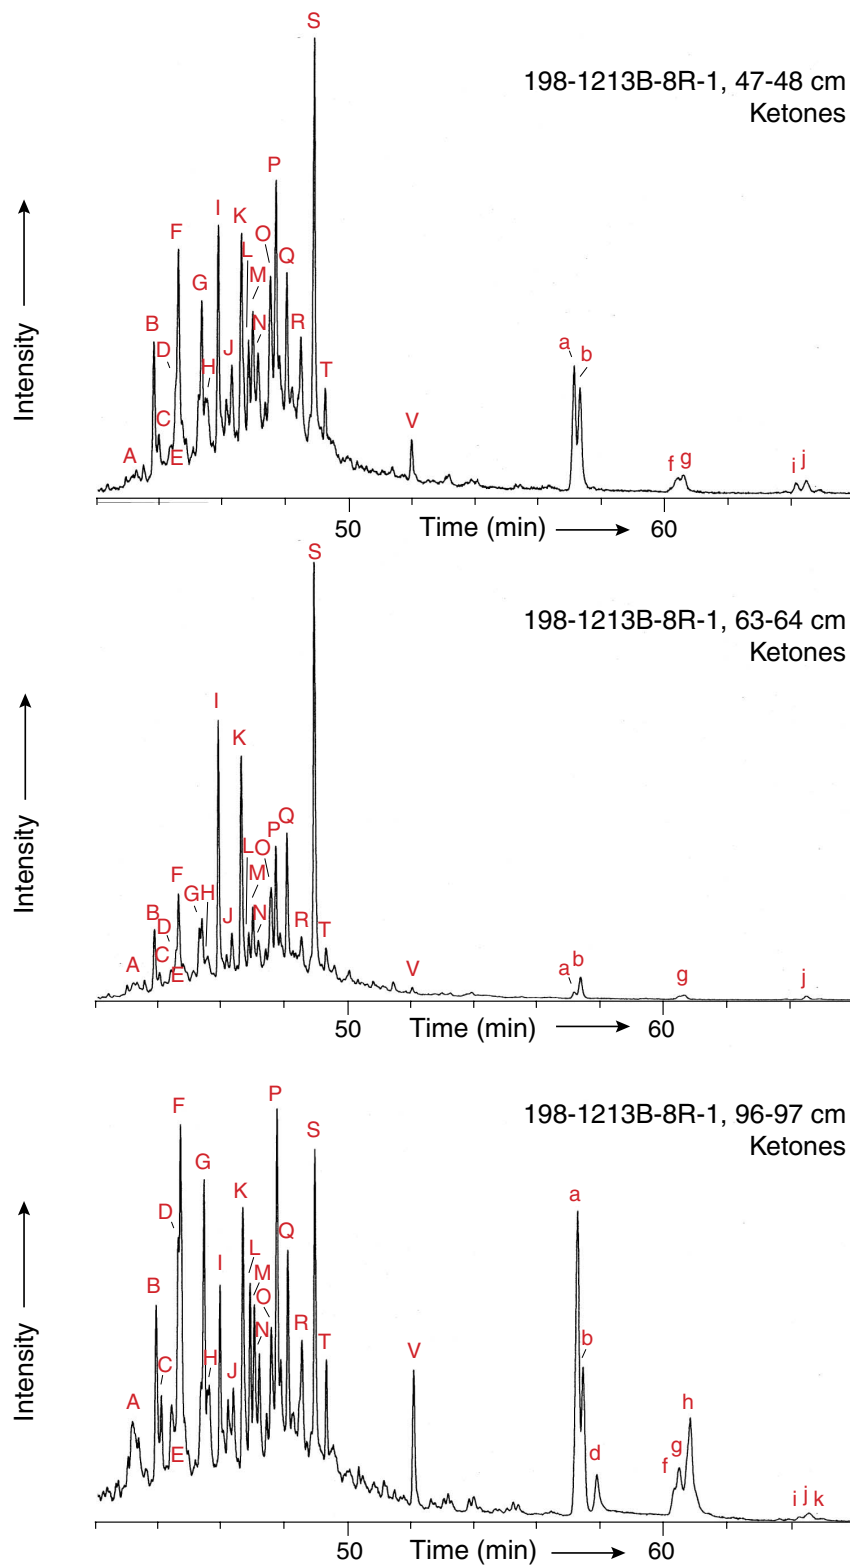 S
198-1213B-8R-1, 47-48 cm
Ketones
P
F
I
K
O
L
Q
M
G
B
D
R
N
a
b
J
H
T
C
V
A
E
f
g
i
j
Intensity
50
Time (min)
60
S
198-1213B-8R-1, 63-64 cm
Ketones
I
K
Q
P
L
O
F
M
G
H
B
D
J
N
R
T
C
A
E
V
a
b
g
j
Intensity
50
Time (min)
60
P
F
198-1213B-8R-1, 96-97 cm
Ketones
S
G
K
a
D
Q
L
I
M
B
O
R
N
b
T
V
H
C
J
A
h
E
d
g
f
i
j
k
Intensity
50
Time (min)
60